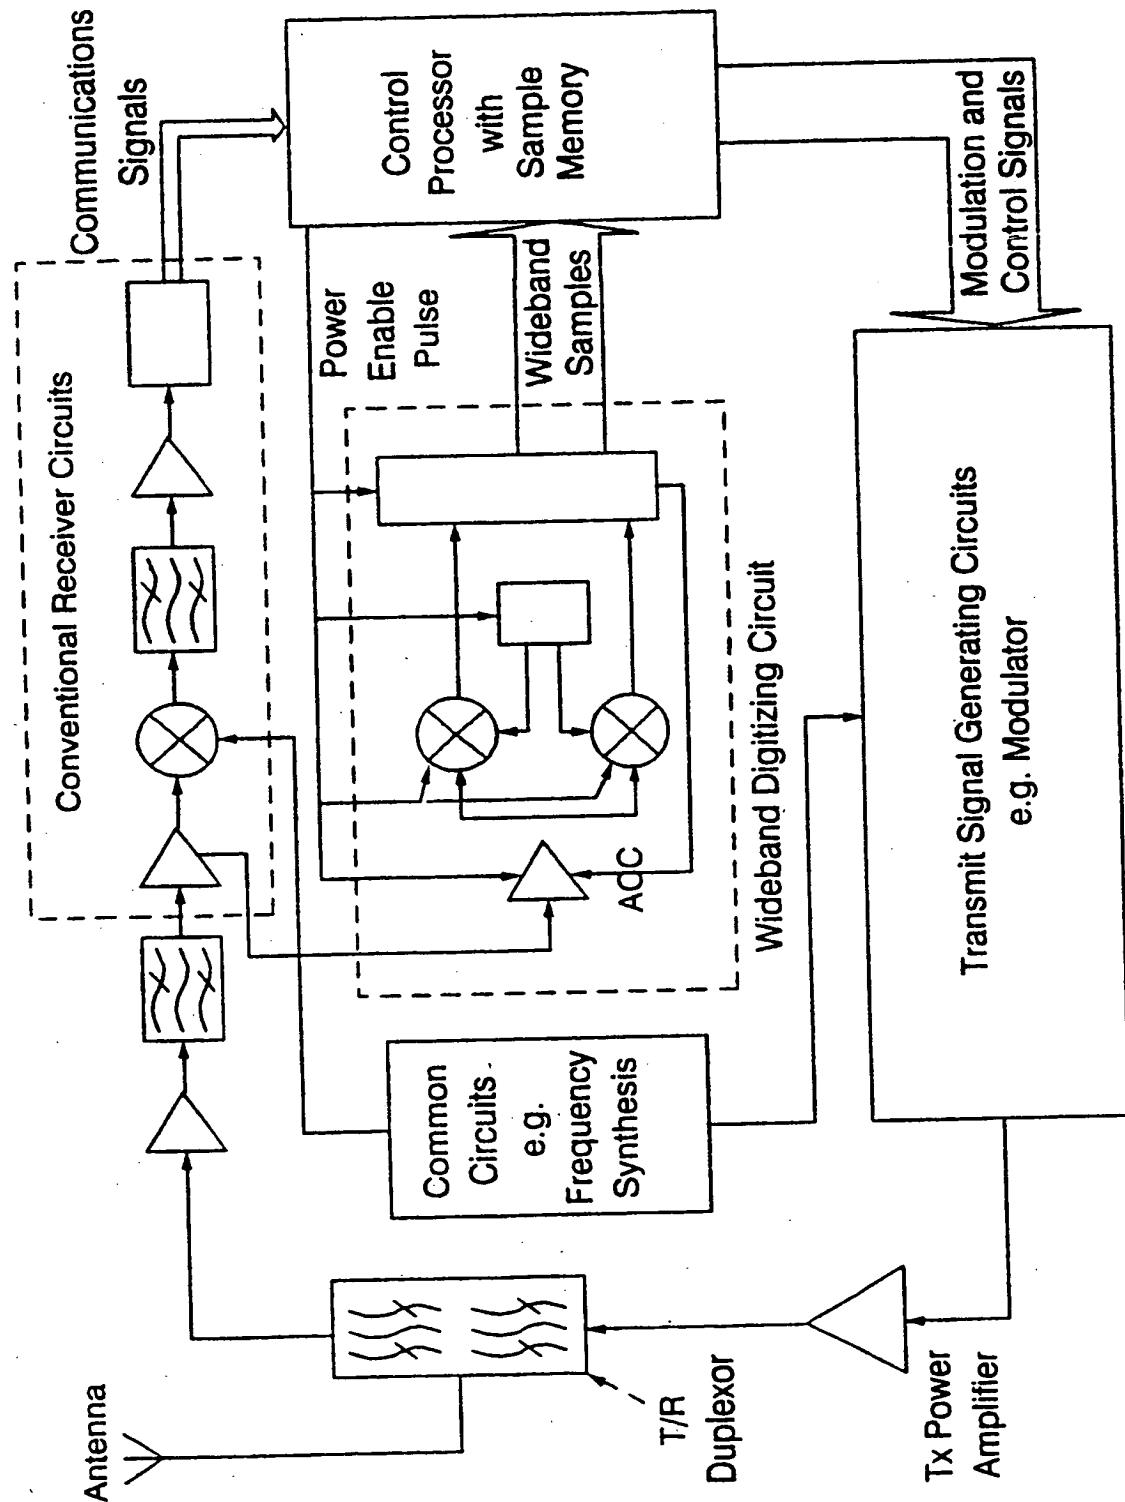 Antenna
T/R
Duplexor
Tx Power
Amplifier
Common
Circuits
e.g.
Frequency
Synthesis
Conventional Receiver Circuits
Communications
Signals
Power
Enable
Pulse
AOC
Wideband Digitizing Circuit
Wideband
Samples
Control
Processor
with
Sample
Memory
Modulation and
Control Signals
Transmit Signal Generating Circuits
e.g. Modulator